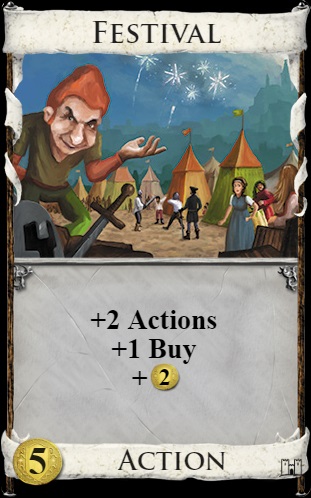 FESTIVAL
+2 Actions
+1 Buy
+ 2
5 ACTION